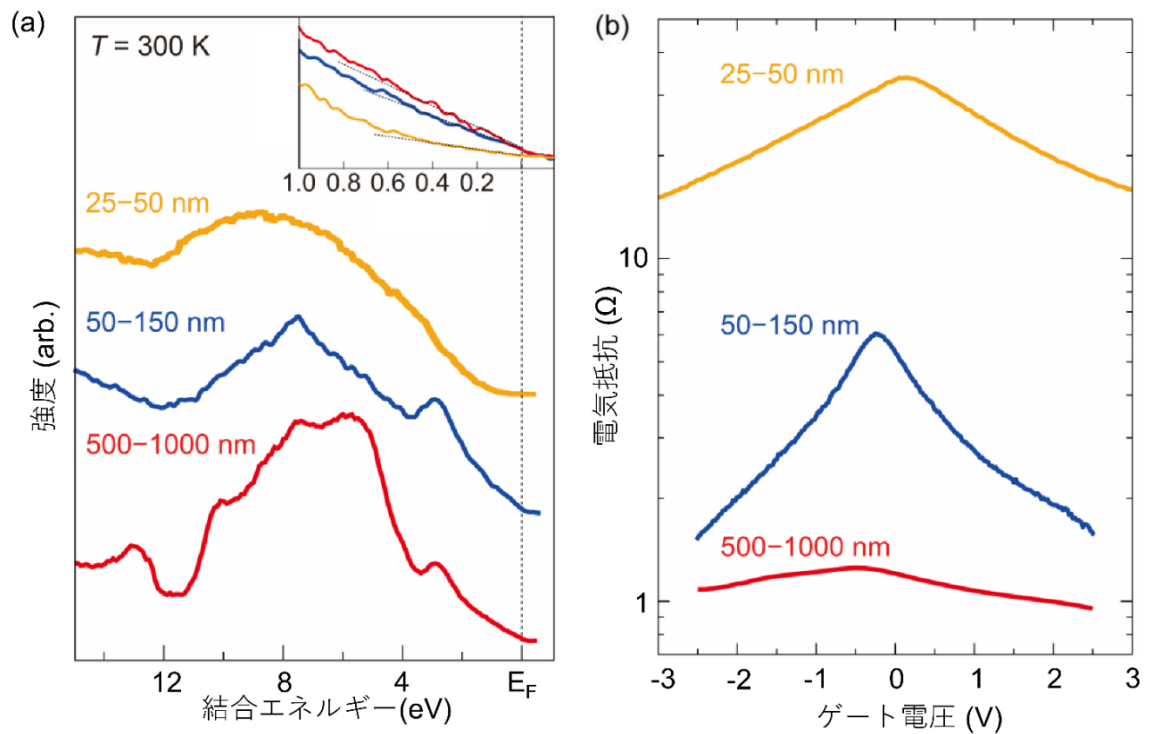 (a)
T = 300 K
1.0 0.8 0.6 0.4 0.2
25−50 nm
50−150 nm
500−1000 nm
強度 (arb.)
12 8 4 EF
結合エネルギー(eV)
(b)
25−50 nm
50−150 nm
500−1000 nm
電気抵抗 (Ω)
10
1
-3 -2 -1 0 1 2 3
ゲート電圧 (V)